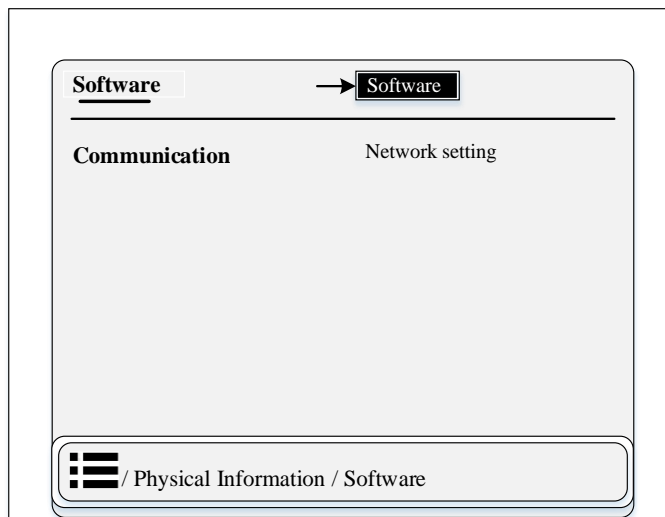 Software Software
Communication Network setting
/ Physical Information / Software